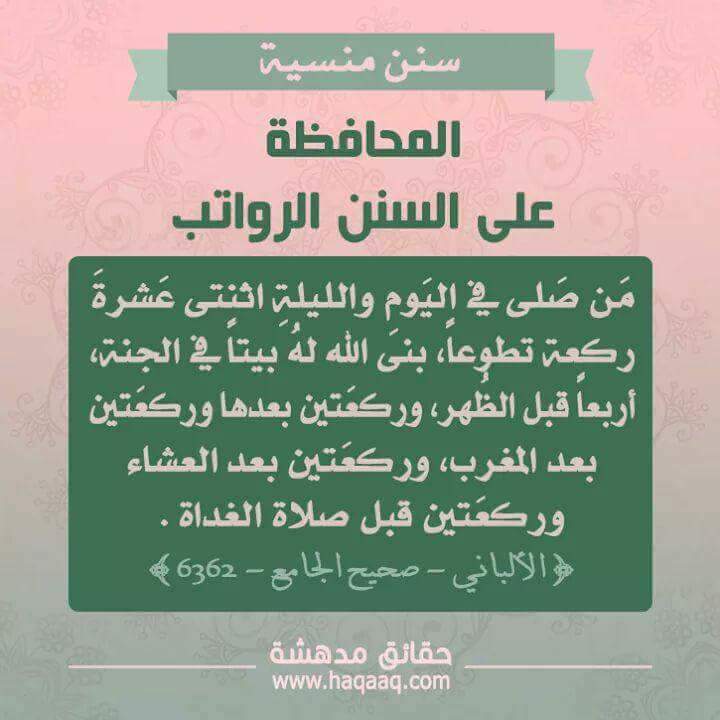 سنن منسية
المحافظة
على السنن الرواتب
مَن صَلى في اليَوم والليلةِ اثنتى عَشرةَ
ركعة تطوعاً، بنىَ الله لهُ بيتاً في الجنة،
أربعاً قبل الظُهر، وركعَتين بعدها وركعَتين
بعد المغرب، وركعَتين بعد العشاء
وركعَتين قبل صلاة الغداة .
﴿ الألباني – صحيح الجامع – 6362 ﴾
حقائق مدهشة
www.haqaaq.com